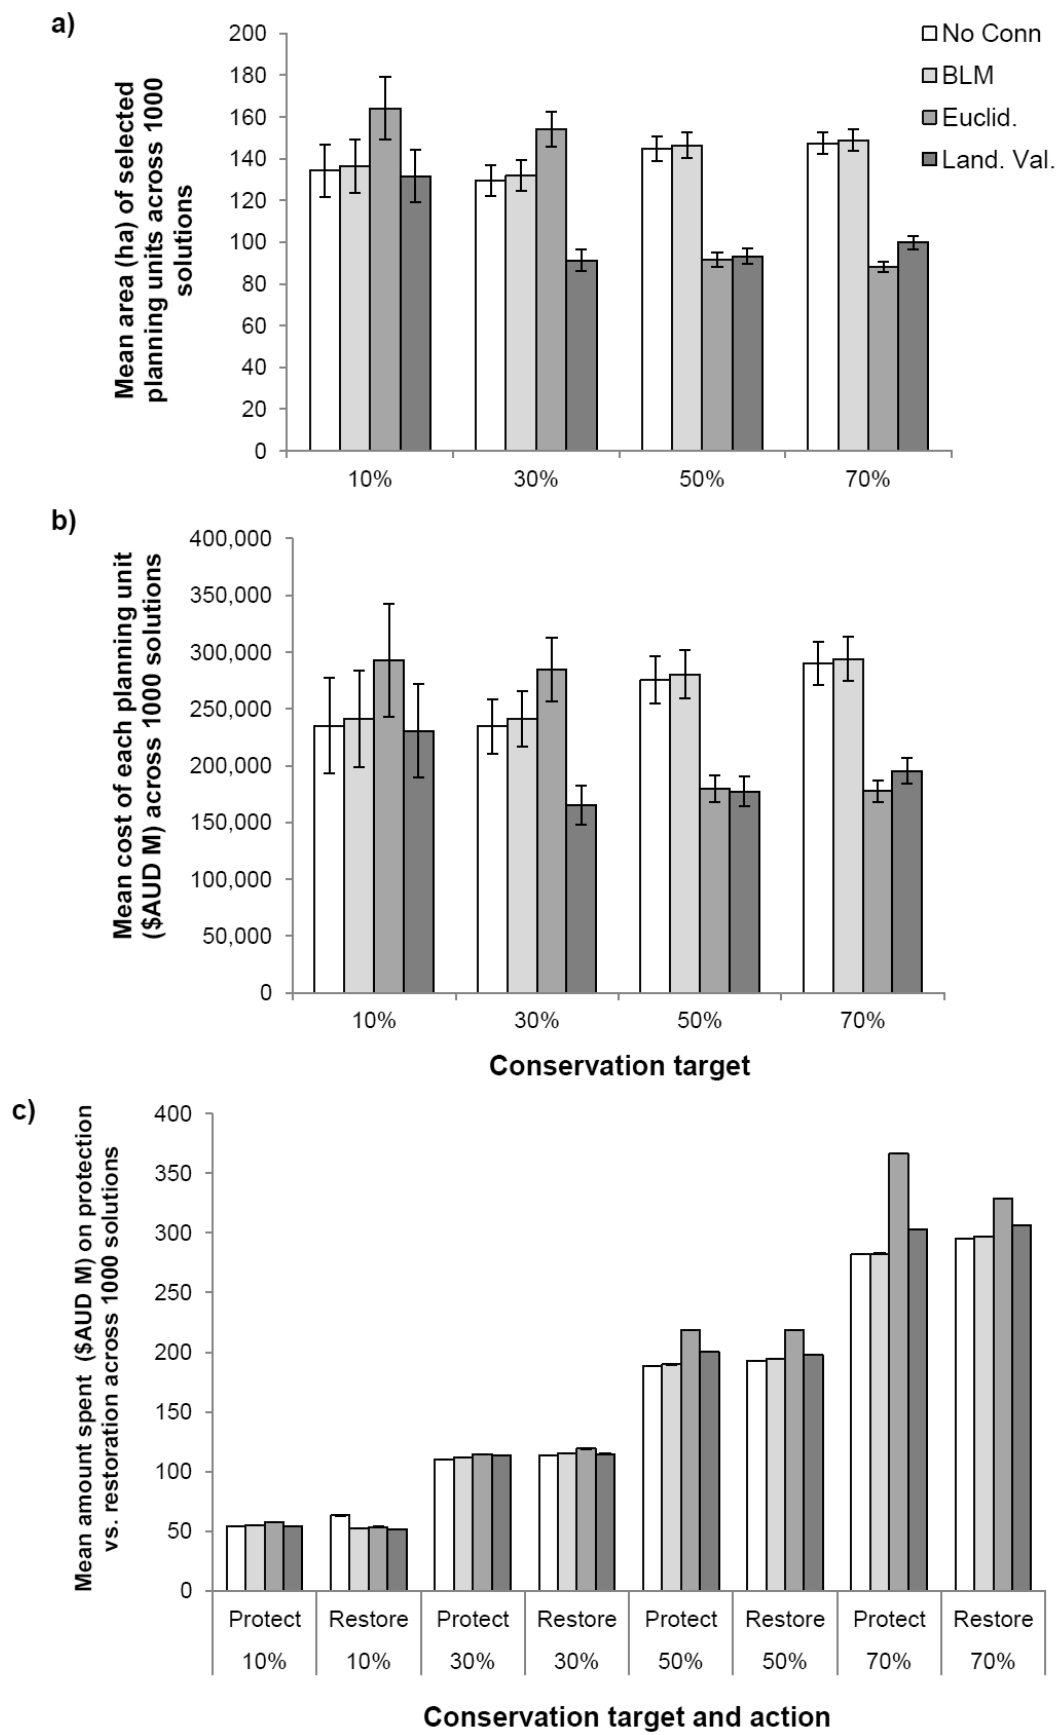 a)
Mean area (ha) of selected
planning units across 1000
solutions
200
180
160
140
120
100
80
60
40
20
0
10%
30%
50%
70%
No Conn
BLM
Euclid.
Land. Val.
b)
Mean cost of each planning unit
($AUD M) across 1000 solutions
400,000
350,000
300,000
250,000
200,000
150,000
100,000
50,000
0
10%
30%
50%
70%
Conservation target
c)
Mean amount spent ($AUD M) on protection
vs. restoration across 1000 solutions
400
350
300
250
200
150
100
50
0
Protect Restore Protect Restore Protect Restore Protect Restore
10% 10% 30% 30% 50% 50% 70% 70%
Conservation target and action